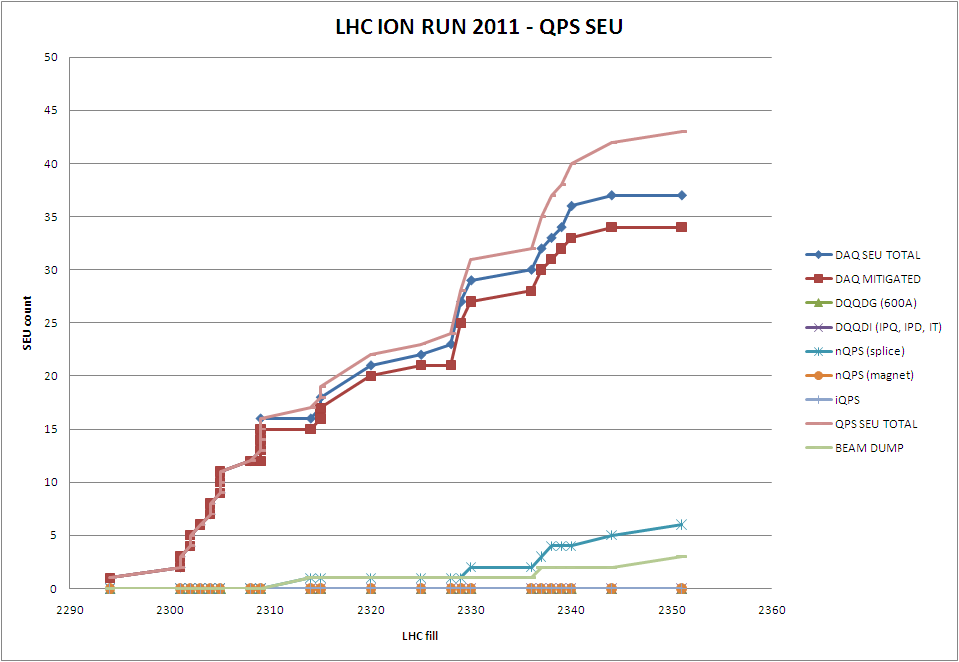 LHC ION RUN 2011 - QPS SEU
50
45
40
35
30
25
20
15
10
5
0
SEU count
2290 2300 2310 2320 2330 2340 2350 2360
LHC fill
DAQ SEU TOTAL
DAQ MITIGATED
DQQDG (600A)
DQQDI (IPQ, IPD, IT)
nQPS (splice)
nQPS (magnet)
iQPS
QPS SEU TOTAL
BEAM DUMP